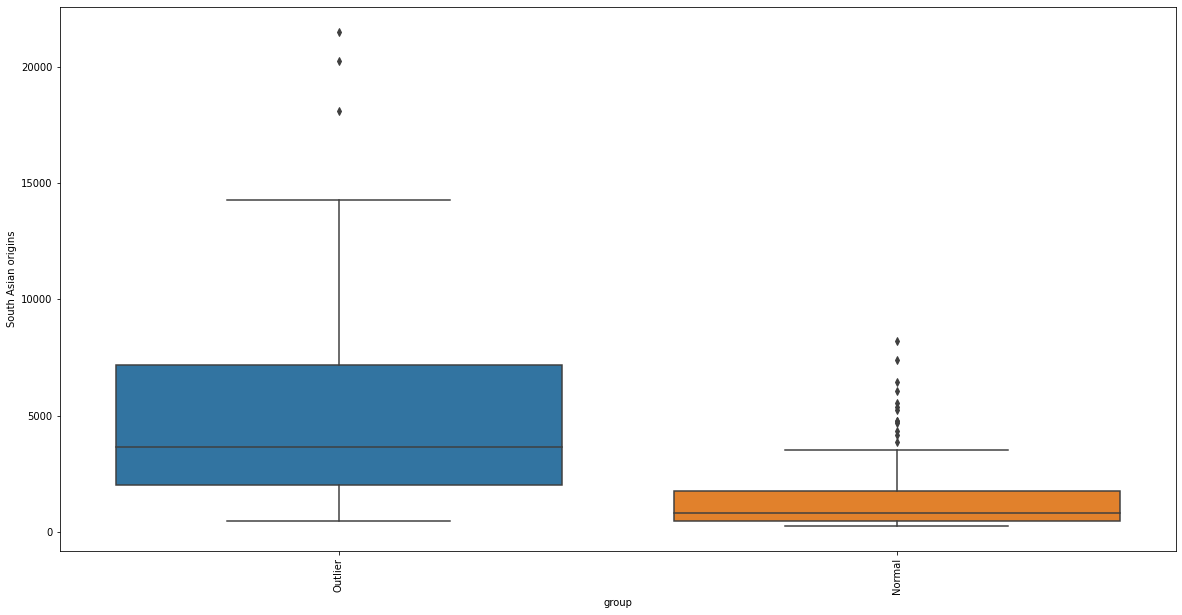 20000
15000
10000
5000
0
South Asian origins
Outlier
Normal
group